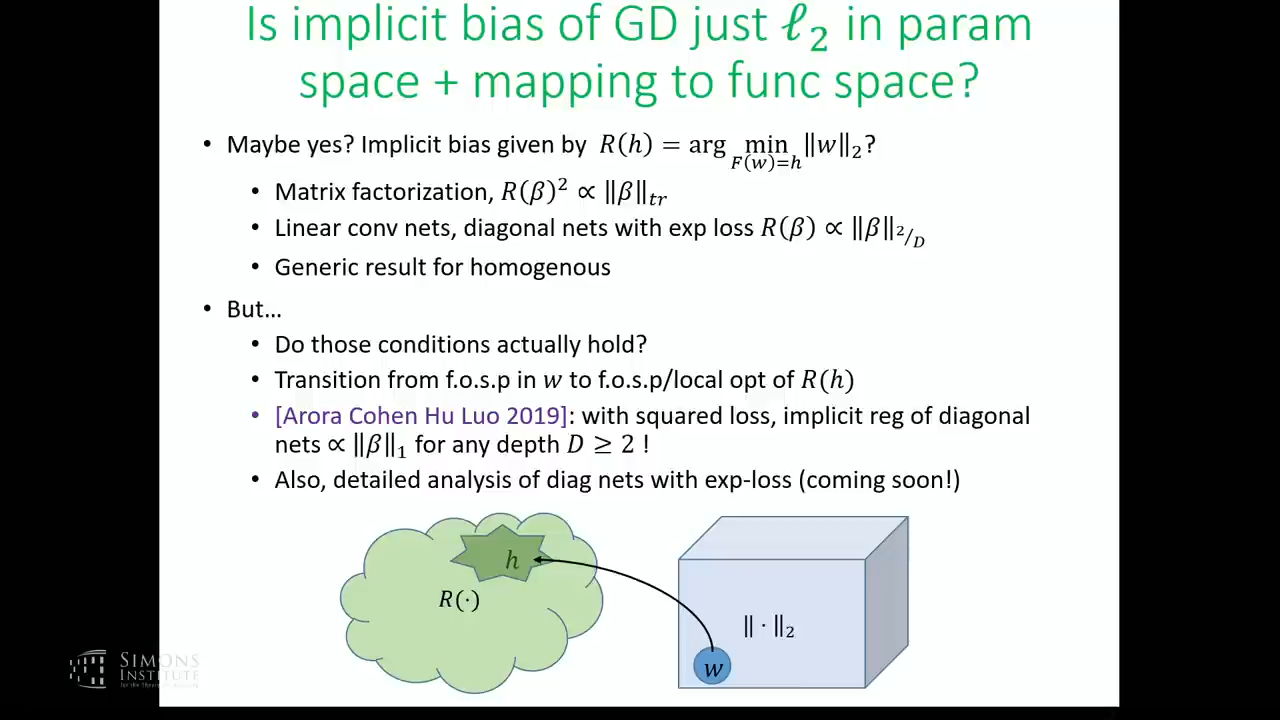 Is implicit bias of GD just ℓ₂ in param
space + mapping to func space?
• Maybe yes? Implicit bias given by R(h) = arg min_{F(w)=h} ‖w‖₂?
• Matrix factorization, R(β)² ∝ ‖β‖_{tr}
• Linear conv nets, diagonal nets with exp loss R(β) ∝ ‖β‖_{2/D}
• Generic result for homogenous
• But…
• Do those conditions actually hold?
• Transition from f.o.s.p in w to f.o.s.p/local opt of R(h)
• [Arora Cohen Hu Luo 2019]: with squared loss, implicit reg of diagonal
nets ∝ ‖β‖₁ for any depth D ≥ 2 !
• Also, detailed analysis of diag nets with exp-loss (coming soon!)
h
R(·)
‖·‖₂
w
SIMONS
INSTITUTE